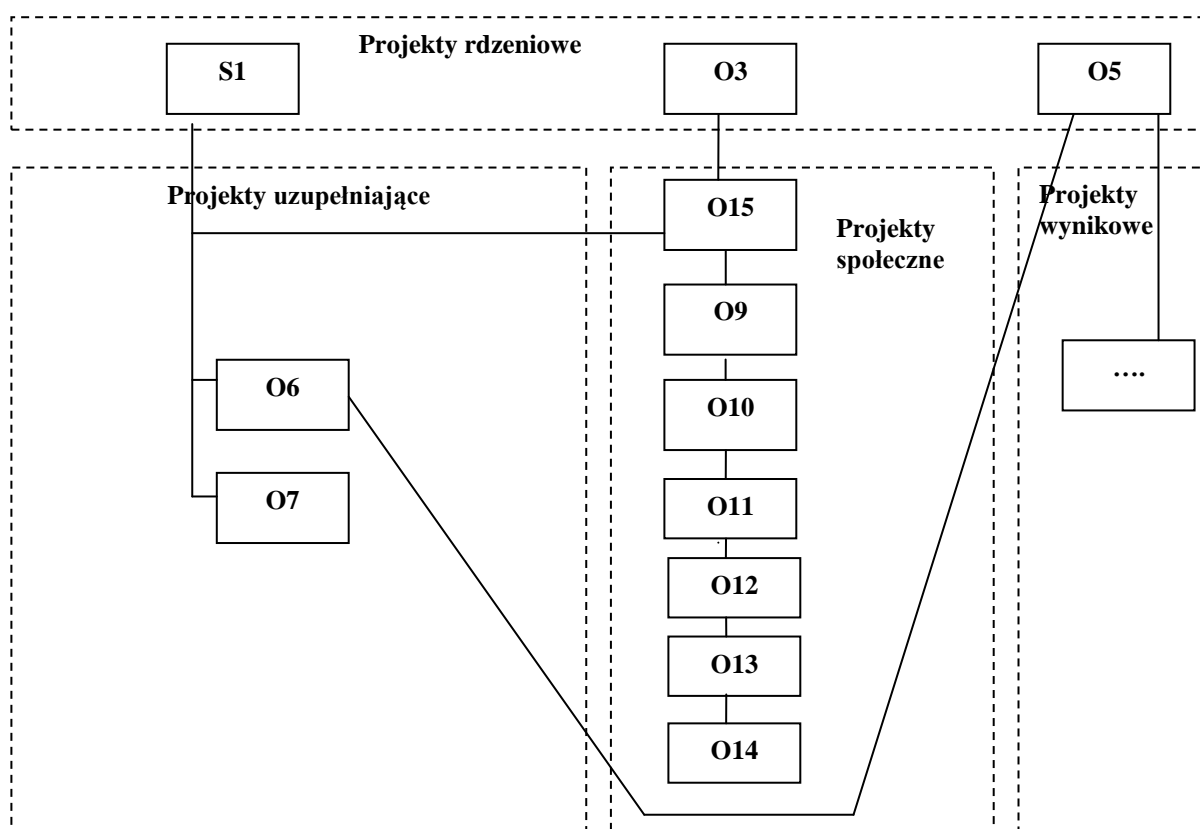 Projekty rdzeniowe
S1
O3
O5
Projekty uzupełniające
O15
Projekty
społeczne
Projekty
wynikowe
O9
O6
O10
….
O7
O11
O12
O13
O14